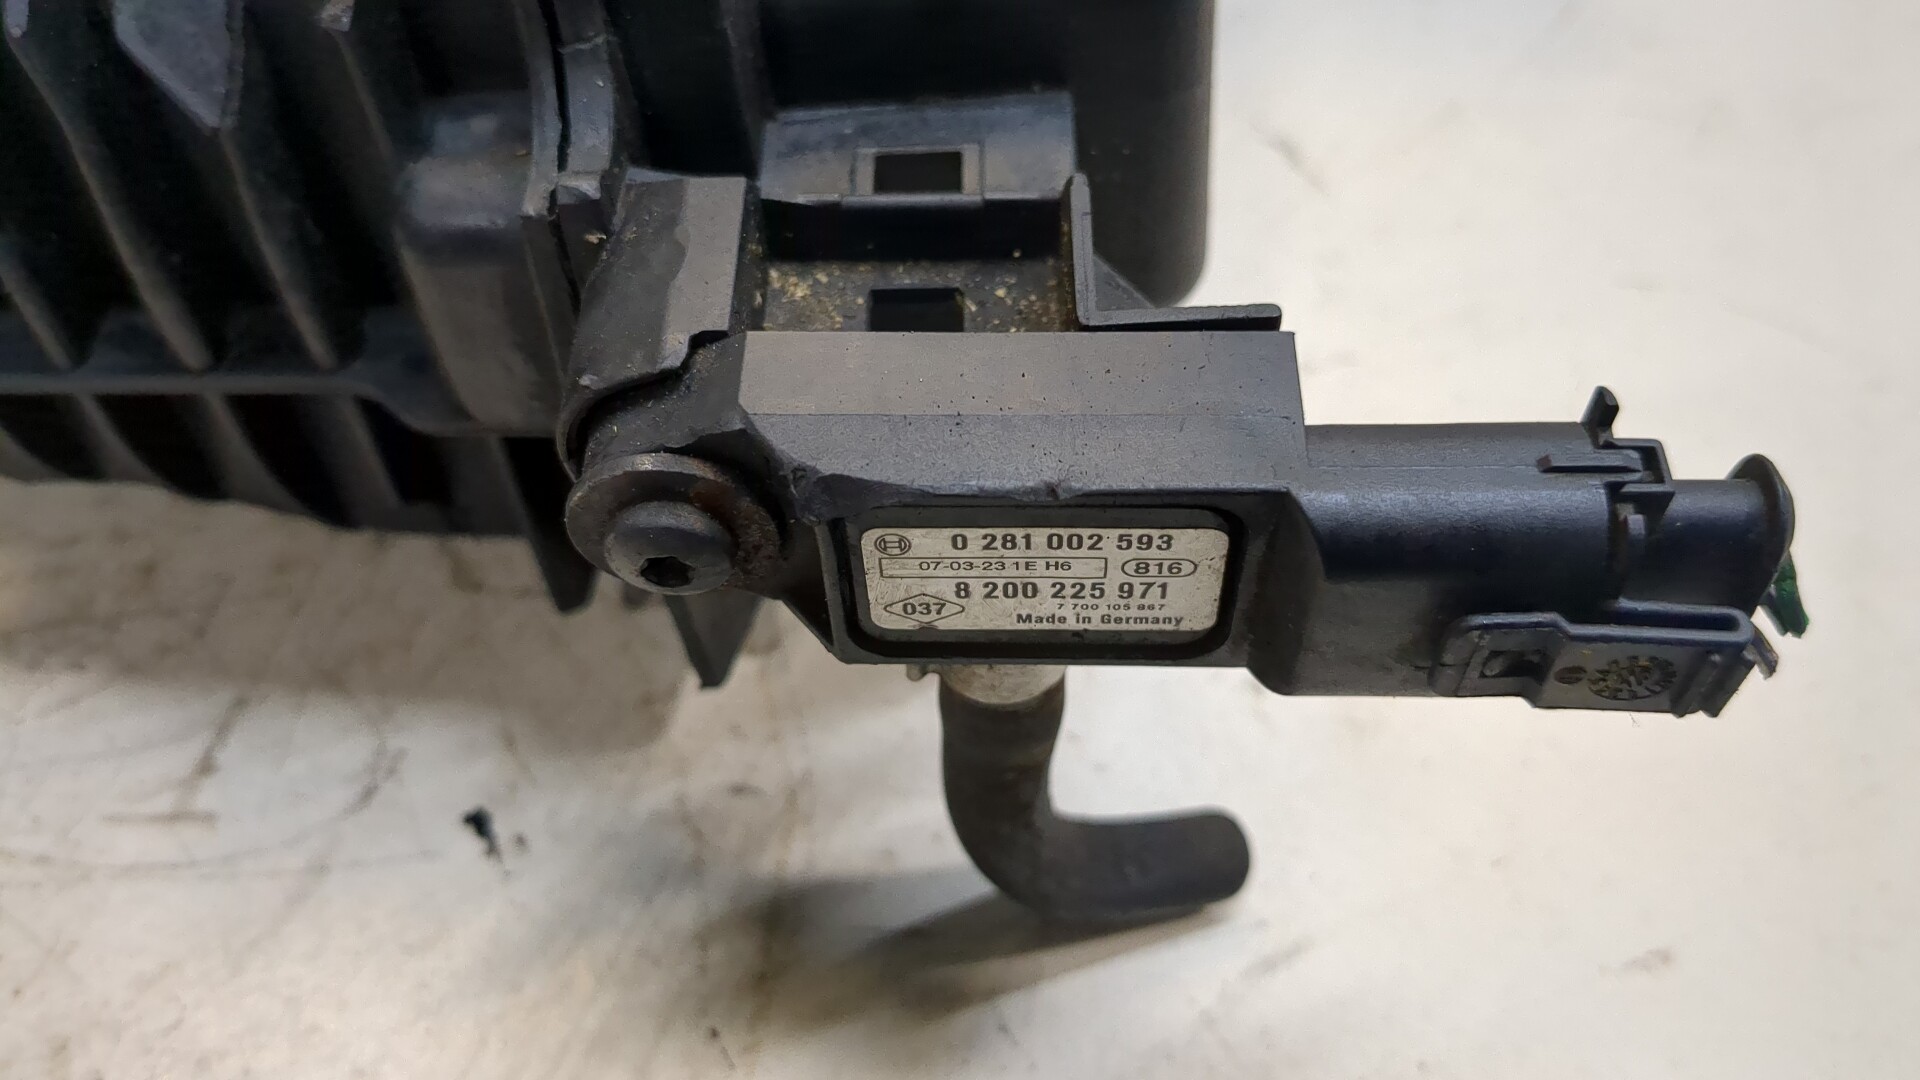 0 281 002 593
07-03-23 1E H6 816
8 200 225 971
037 7 700 105 867
Made in Germany